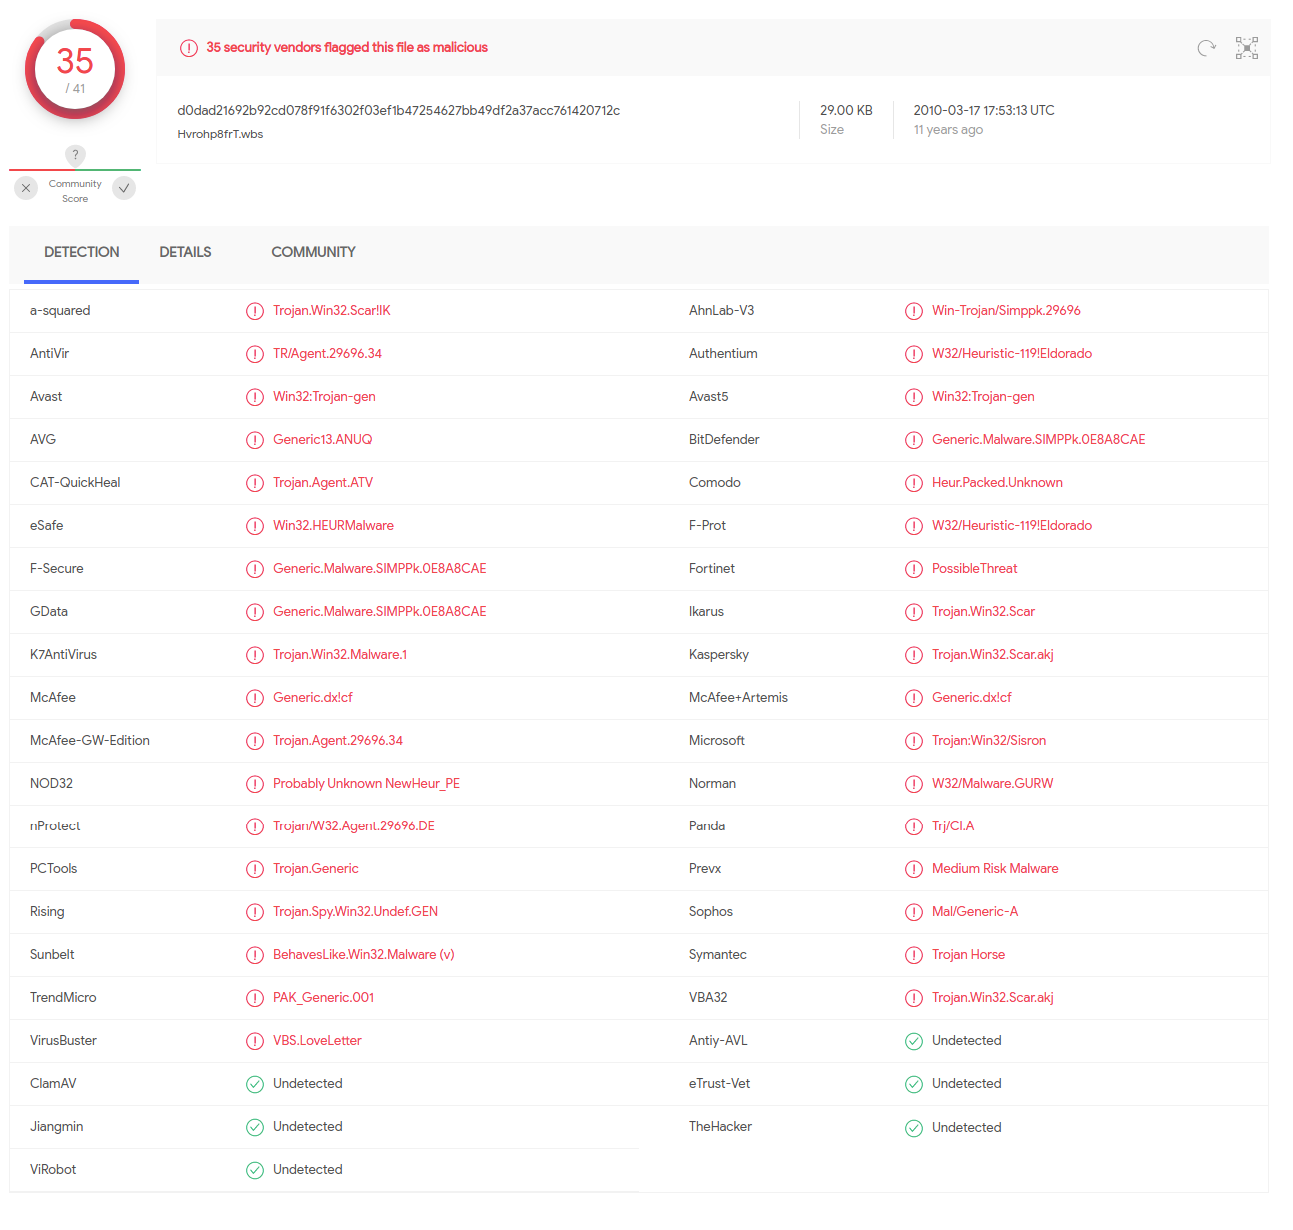 35
/ 41
35 security vendors flagged this file as malicious
d0dad21692b92cd078f91f6302f03ef1b47254627bb49df2a37acc761420712c
Hvrohp8frT.wbs
29.00 KB
Size
2010-03-17 17:53:13 UTC
11 years ago
?
Community
Score
DETECTION DETAILS COMMUNITY
a-squared Trojan.Win32.Scar!IK AhnLab-V3 Win-Trojan/Simppk.29696
AntiVir TR/Agent.29696.34 Authentium W32/Heuristic-119!Eldorado
Avast Win32:Trojan-gen Avast5 Win32:Trojan-gen
AVG Generic13.ANUQ BitDefender Generic.Malware.SIMPPk.0E8A8CAE
CAT-QuickHeal Trojan.Agent.ATV Comodo Heur.Packed.Unknown
eSafe Win32.HEURMalware F-Prot W32/Heuristic-119!Eldorado
F-Secure Generic.Malware.SIMPPk.0E8A8CAE Fortinet PossibleThreat
GData Generic.Malware.SIMPPk.0E8A8CAE Ikarus Trojan.Win32.Scar
K7AntiVirus Trojan.Win32.Malware.1 Kaspersky Trojan.Win32.Scar.akj
McAfee Generic.dx!cf McAfee+Artemis Generic.dx!cf
McAfee-GW-Edition Trojan.Agent.29696.34 Microsoft Trojan:Win32/Sisron
NOD32 Probably Unknown NewHeur_PE Norman W32/Malware.GURW
nProtect Trojan/W32.Agent.29696.DE Panda Trj/CI.A
PCTools Trojan.Generic Prevx Medium Risk Malware
Rising Trojan.Spy.Win32.Undef.GEN Sophos Mal/Generic-A
Sunbelt BehavesLike.Win32.Malware (v) Symantec Trojan Horse
TrendMicro PAK_Generic.001 VBA32 Trojan.Win32.Scar.akj
VirusBuster VBS.LoveLetter Antiy-AVL Undetected
ClamAV Undetected eTrust-Vet Undetected
Jiangmin Undetected TheHacker Undetected
ViRobot Undetected